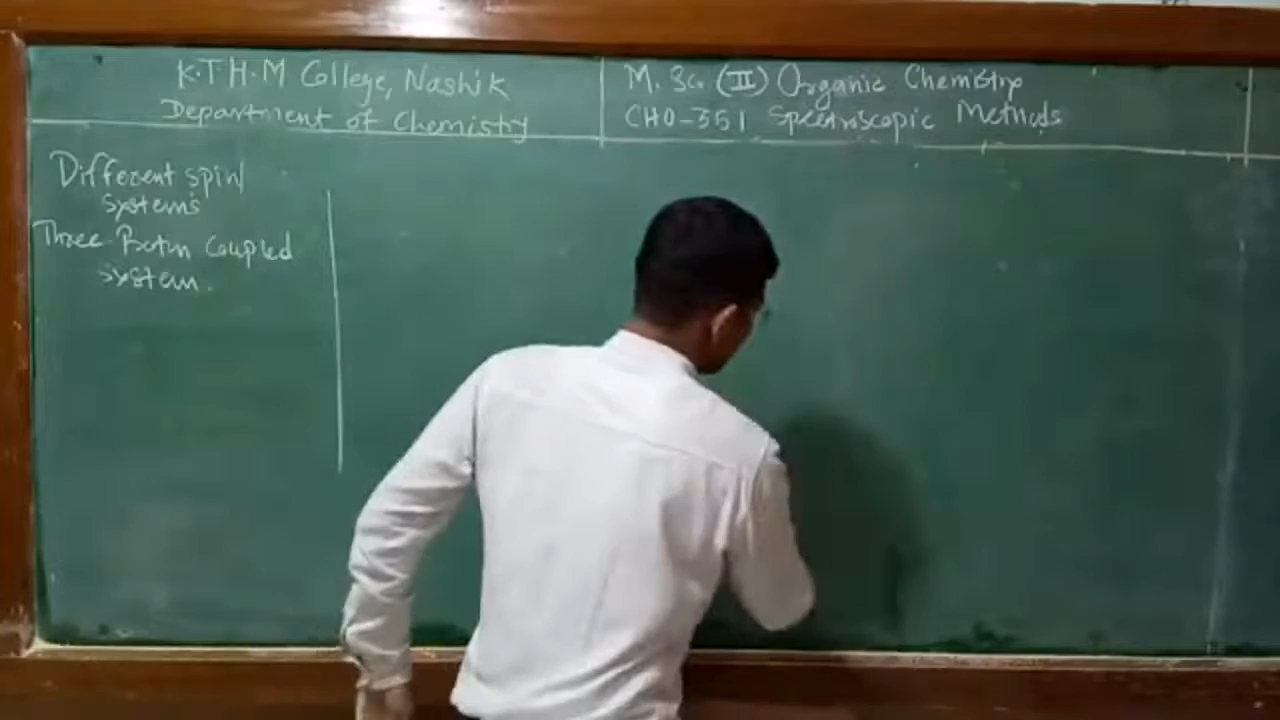 K.T.H.M College, Nashik
Department of Chemistry
M. Sc. (II) Organic Chemistry
CHO-351 Spectroscopic Methods
Different spin
systems
Three-Proton Coupled
system.